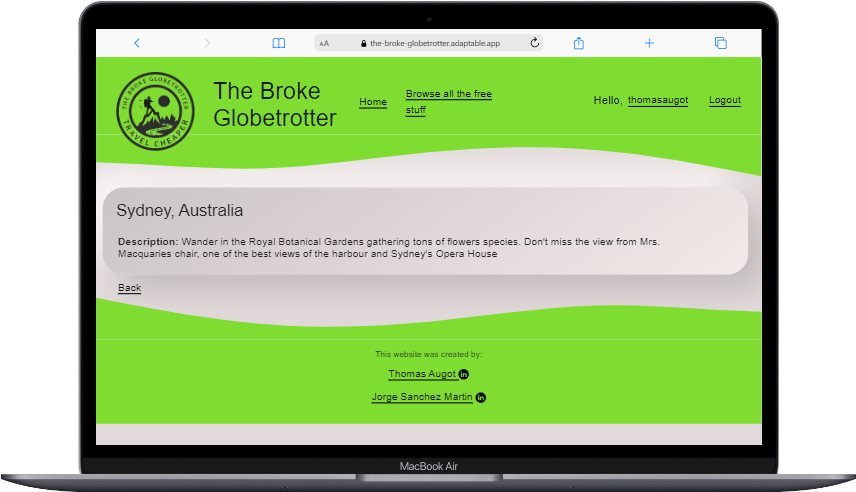 AA the-broke-globetrotter.adaptable.app
THE BROKE GLOBETROTTER
TRAVEL CHEAPER
The Broke
Globetrotter
Home
Browse all the free
stuff
Hello, thomasaugot
Logout
Sydney, Australia
Description: Wander in the Royal Botanical Gardens gathering tons of flowers species. Don't miss the view from Mrs.
Macquaries chair, one of the best views of the harbour and Sydney's Opera House
Back
This website was created by:
Thomas Augot in
Jorge Sanchez Martin in
MacBook Air